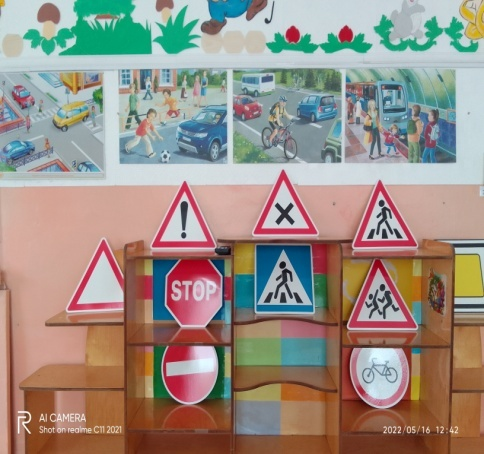 STOP
AI CAMERA
Shot on realme C11 2021
2022/05/16 12:42